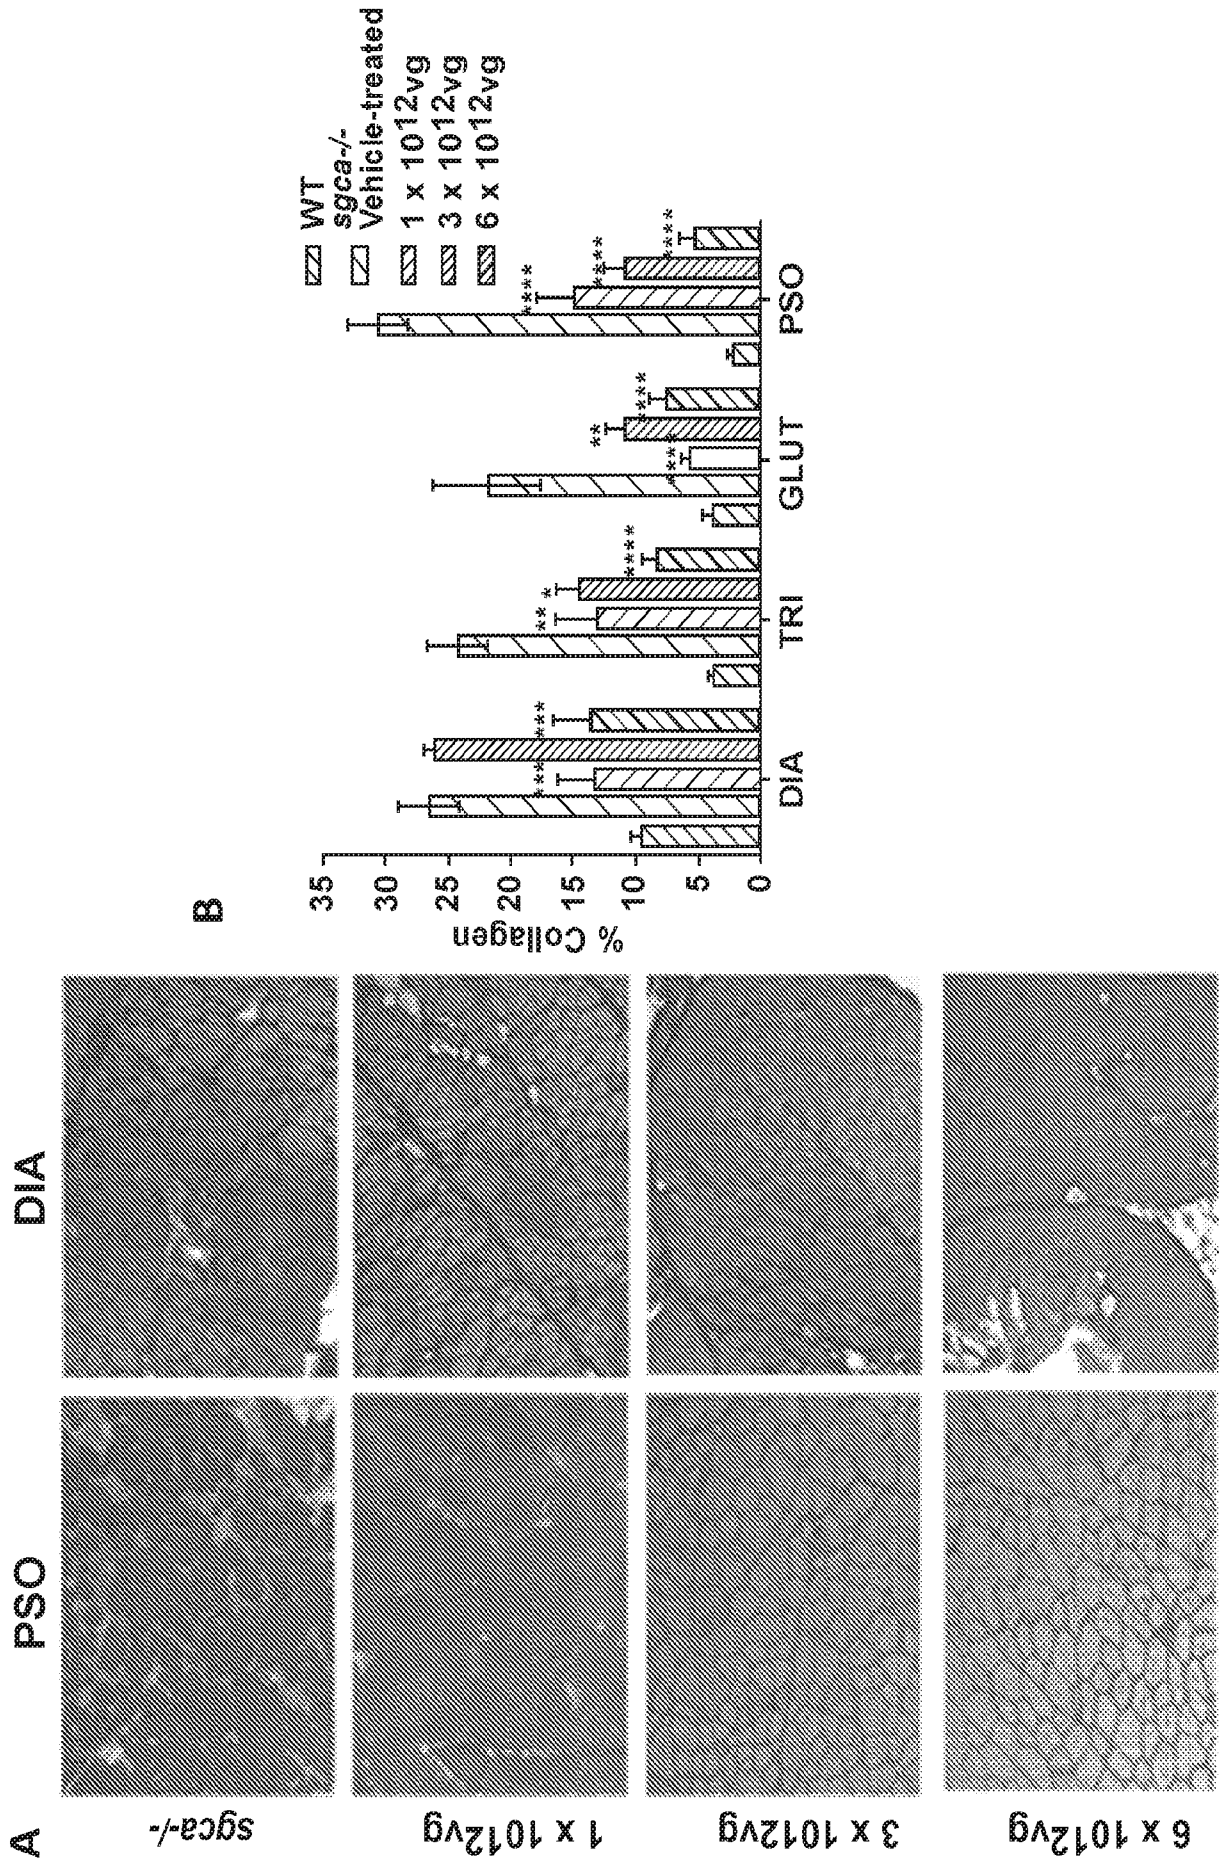 A
PSO
DIA
sgca-/-
1 x 1012vg
3 x 1012vg
6 x 1012vg
B
WT
sgca-/-
Vehicle-treated
1 x 1012vg
3 x 1012vg
6 x 1012vg
% Collagen
35
30
25
20
15
10
5
0
*** ***
** * ****
**** ** ****
**** **** ****
DIA TRI GLUT PSO